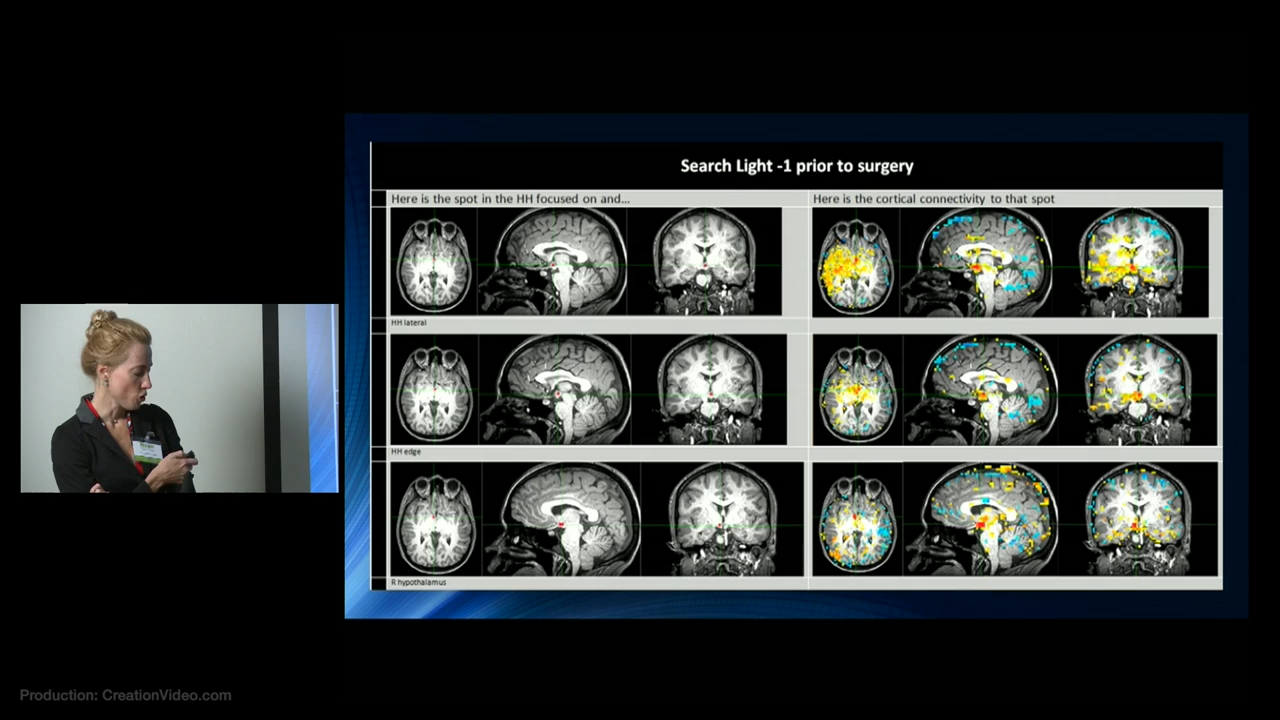 Search Light -1 prior to surgery
Here is the spot in the HH focused on and...
Here is the cortical connectivity to that spot
HH lateral
HH edge
R hypothalamus
Production: CreationVideo.com